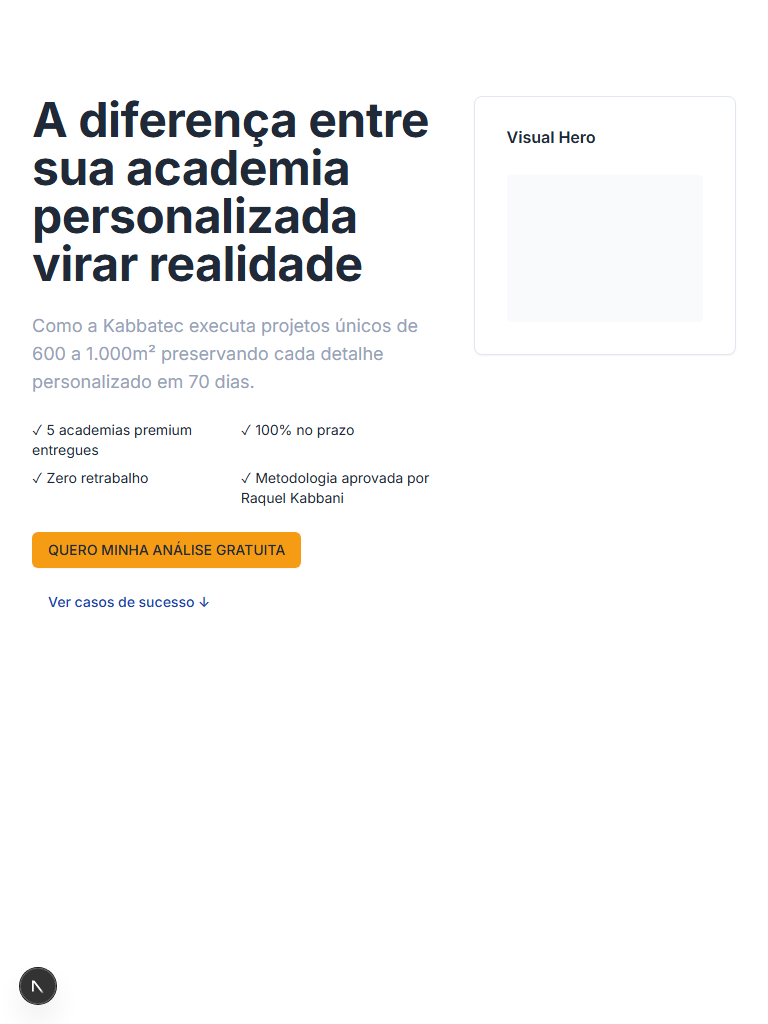 A diferença entre
sua academia
personalizada
virar realidade
Como a Kabbatec executa projetos únicos de
600 a 1.000m² preservando cada detalhe
personalizado em 70 dias.
✓ 5 academias premium
entregues
✓ 100% no prazo
✓ Zero retrabalho
✓ Metodologia aprovada por
Raquel Kabbani
QUERO MINHA ANÁLISE GRATUITA
Ver casos de sucesso ↓
Visual Hero